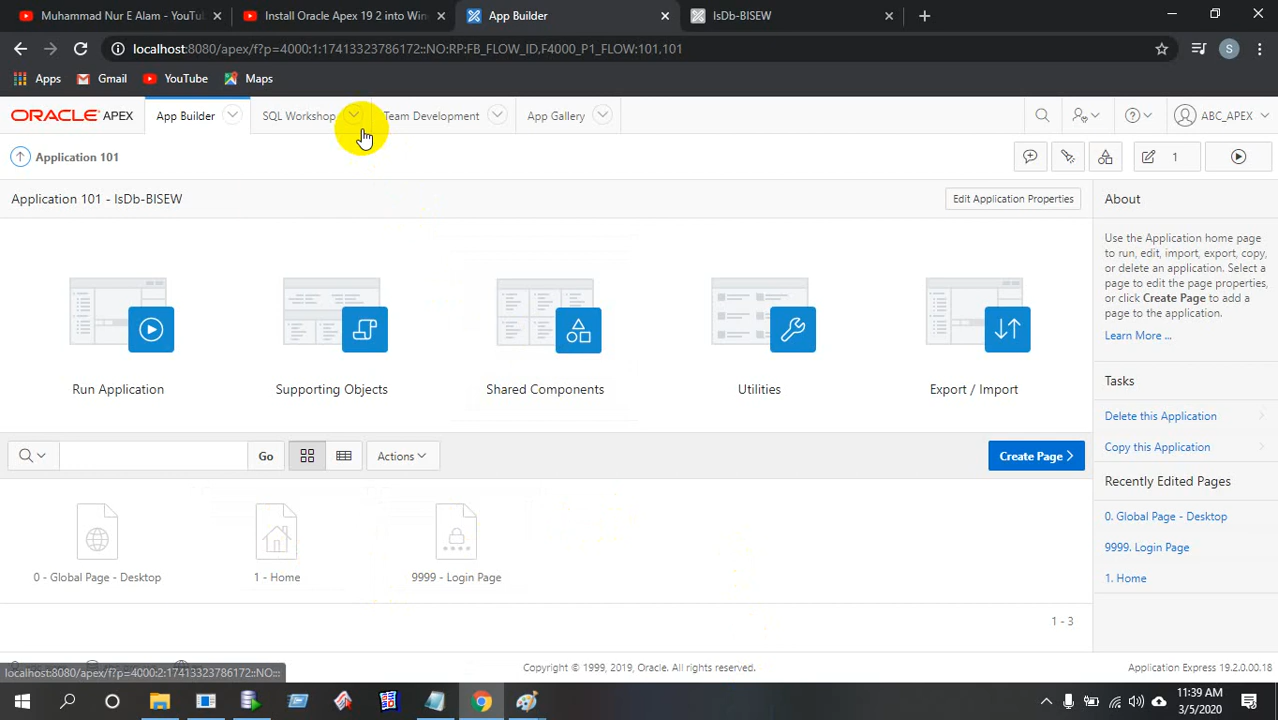 Muhammad Nur E Alam - YouTu
Install Oracle Apex 19 2 into Win
App Builder
IsDb-BISEW
localhost:8080/apex/f?p=4000:1:17413323786172::NO:RP:FB_FLOW_ID,F4000_P1_FLOW:101,101
S
Apps
Gmail
YouTube
Maps
ORACLE APEX
App Builder
SQL Workshop
Team Development
App Gallery
ABC_APEX
Application 101
1
Application 101 - IsDb-BISEW
Edit Application Properties
About
Use the Application home page
to run, edit, import, export, copy,
or delete an application. Select a
page to edit the page properties,
or click Create Page to add a
page to the application.
Learn More ...
Run Application
Supporting Objects
Shared Components
Utilities
Export / Import
Tasks
Delete this Application
Copy this Application
Go
Actions
Create Page
Recently Edited Pages
0. Global Page - Desktop
9999. Login Page
1. Home
0 - Global Page - Desktop
1 - Home
9999 - Login Page
1 - 3
localhost:8080/apex/f?p=4000:2:17413323786172::NO:::
Copyright © 1999, 2019, Oracle. All rights reserved.
Application Express 19.2.0.00.18
11:39 AM
3/5/2020